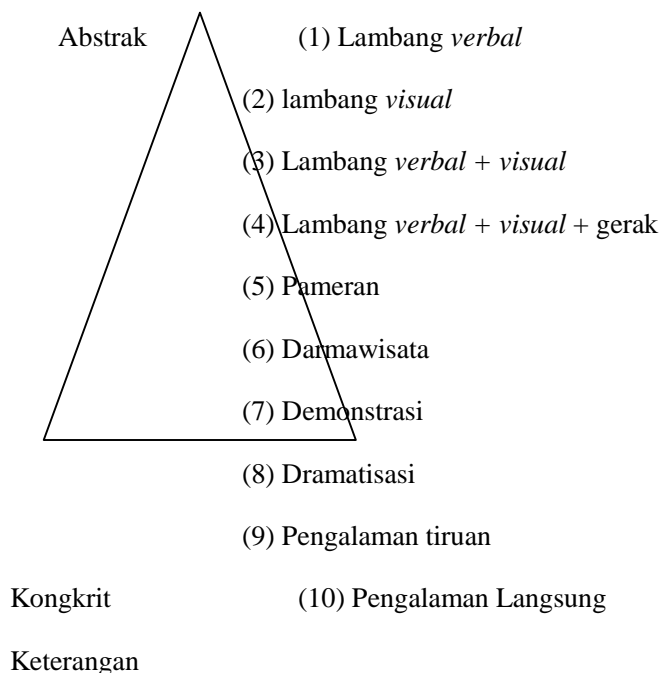 Abstrak (1) Lambang verbal
(2) lambang visual
(3) Lambang verbal + visual
(4) Lambang verbal + visual + gerak
(5) Pameran
(6) Darmawisata
(7) Demonstrasi
(8) Dramatisasi
(9) Pengalaman tiruan
Kongkrit (10) Pengalaman Langsung
Keterangan